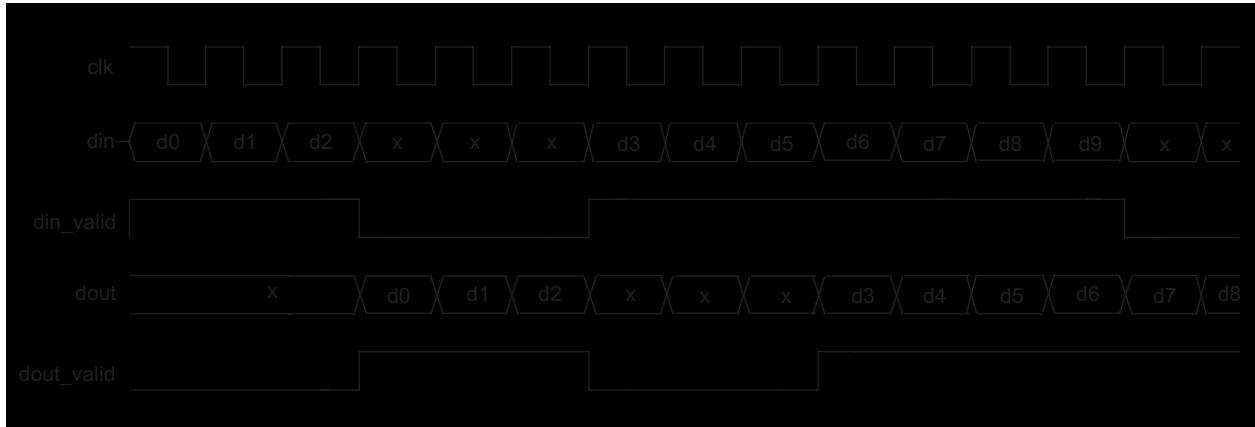 clk
din d0 d1 d2 x x x d3 d4 d5 d6 d7 d8 d9 x x
din_valid
dout x d0 d1 d2 x x x d3 d4 d5 d6 d7 d8
dout_valid